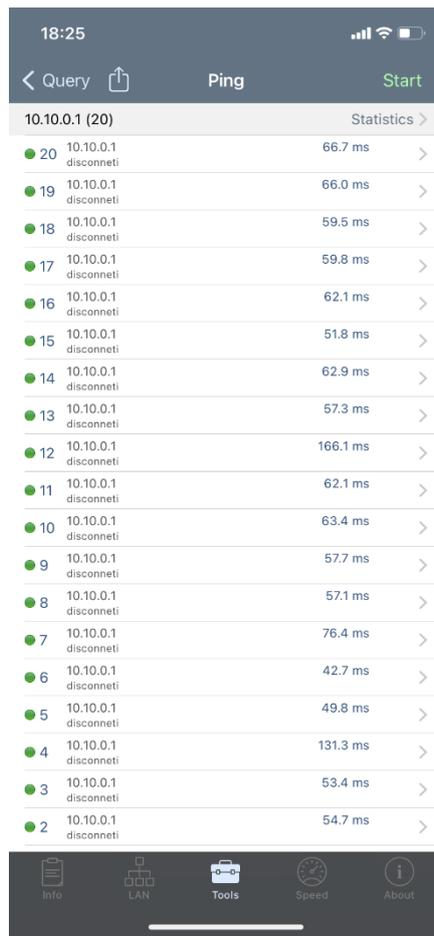 18:25
Query Ping Start
10.10.0.1 (20) Statistics
20 10.10.0.1 66.7 ms
disconneti
19 10.10.0.1 66.0 ms
disconneti
18 10.10.0.1 59.5 ms
disconneti
17 10.10.0.1 59.8 ms
disconneti
16 10.10.0.1 62.1 ms
disconneti
15 10.10.0.1 51.8 ms
disconneti
14 10.10.0.1 62.9 ms
disconneti
13 10.10.0.1 57.3 ms
disconneti
12 10.10.0.1 166.1 ms
disconneti
11 10.10.0.1 62.1 ms
disconneti
10 10.10.0.1 63.4 ms
disconneti
9 10.10.0.1 57.7 ms
disconneti
8 10.10.0.1 57.1 ms
disconneti
7 10.10.0.1 76.4 ms
disconneti
6 10.10.0.1 42.7 ms
disconneti
5 10.10.0.1 49.8 ms
disconneti
4 10.10.0.1 131.3 ms
disconneti
3 10.10.0.1 53.4 ms
disconneti
2 10.10.0.1 54.7 ms
disconneti
Info LAN Tools Speed About